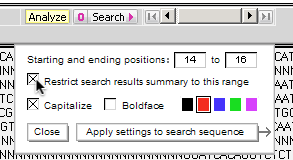 Analyze 0 Search
Starting and ending positions: 14 to 16
Restrict search results summary to this range
Capitalize Boldface
Close Apply settings to search sequence